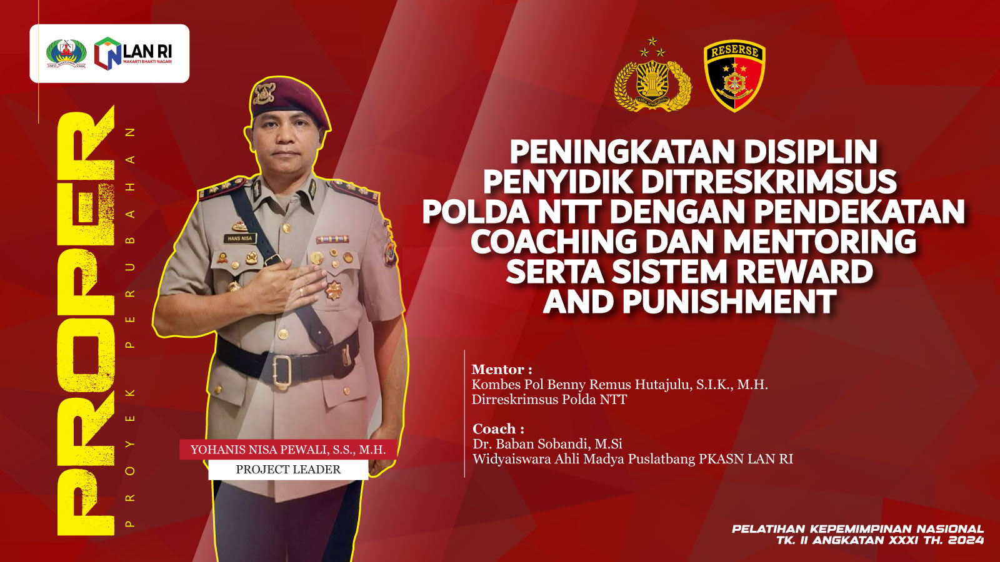 LAN RI
MAKARTI BHAKTI NAGARI
PROPER
PROYEK PERUBAHAN
RESERSE
HANS NISA
PENINGKATAN DISIPLIN
PENYIDIK DITRESKRIMSUS
POLDA NTT DENGAN PENDEKATAN
COACHING DAN MENTORING
SERTA SISTEM REWARD
AND PUNISHMENT
Mentor :
Kombes Pol Benny Remus Hutajulu, S.I.K., M.H.
Dirreskrimsus Polda NTT
Coach :
Dr. Baban Sobandi, M.Si
Widyaiswara Ahli Madya Puslatbang PKASN LAN RI
YOHANIS NISA PEWALI, S.S., M.H.
PROJECT LEADER
PELATIHAN KEPEMIMPINAN NASIONAL
TK. II ANGKATAN XXXI TH. 2024